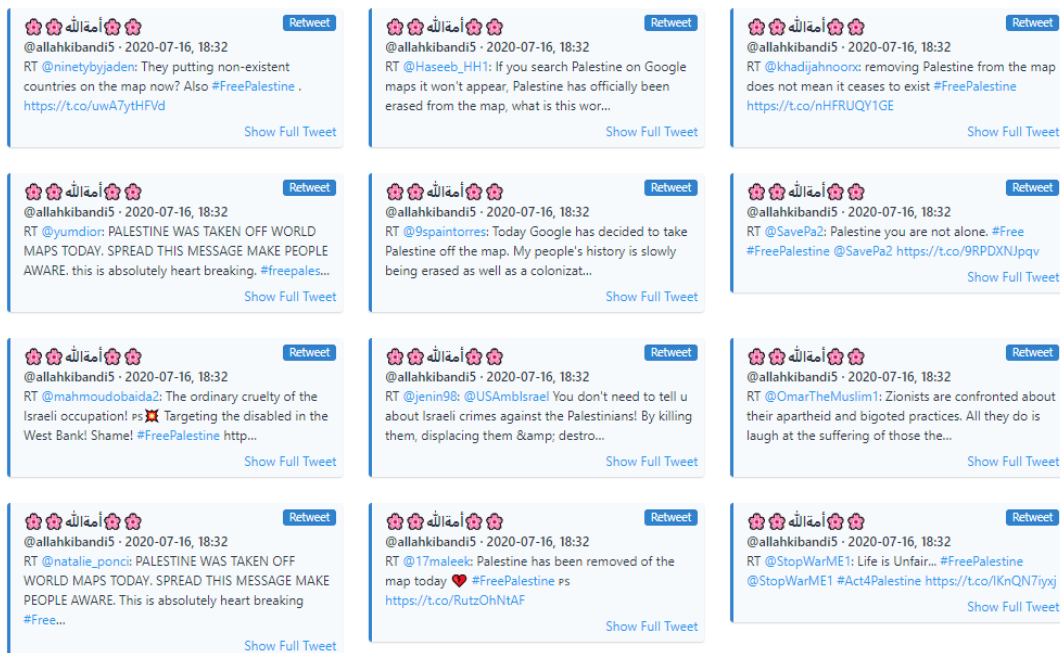 🌸🌸أمةالله🌸🌸 Retweet
@allahkibandi5 · 2020-07-16, 18:32
RT @ninetybyjaden: They putting non-existent
countries on the map now? Also #FreePalestine .
https://t.co/uwA7ytHFVd
Show Full Tweet
🌸🌸أمةالله🌸🌸 Retweet
@allahkibandi5 · 2020-07-16, 18:32
RT @Haseeb_HH1: If you search Palestine on Google
maps it won't appear, Palestine has officially been
erased from the map, what is this wor...
Show Full Tweet
🌸🌸أمةالله🌸🌸 Retweet
@allahkibandi5 · 2020-07-16, 18:32
RT @khadijahnoorx: removing Palestine from the map
does not mean it ceases to exist #FreePalestine
https://t.co/nHFRUQY1GE
Show Full Tweet
🌸🌸أمةالله🌸🌸 Retweet
@allahkibandi5 · 2020-07-16, 18:32
RT @yumdior: PALESTINE WAS TAKEN OFF WORLD
MAPS TODAY. SPREAD THIS MESSAGE MAKE PEOPLE
AWARE. this is absolutely heart breaking. #freepales...
Show Full Tweet
🌸🌸أمةالله🌸🌸 Retweet
@allahkibandi5 · 2020-07-16, 18:32
RT @9spaintorres: Today Google has decided to take
Palestine off the map. My people's history is slowly
being erased as well as a colonizat...
Show Full Tweet
🌸🌸أمةالله🌸🌸 Retweet
@allahkibandi5 · 2020-07-16, 18:32
RT @SavePa2: Palestine you are not alone. #Free
#FreePalestine @SavePa2 https://t.co/9RPDXNJpqv
Show Full Tweet
🌸🌸أمةالله🌸🌸 Retweet
@allahkibandi5 · 2020-07-16, 18:32
RT @mahmoudobaida2: The ordinary cruelty of the
Israeli occupation! PS💥 Targeting the disabled in the
West Bank! Shame! #FreePalestine http...
Show Full Tweet
🌸🌸أمةالله🌸🌸 Retweet
@allahkibandi5 · 2020-07-16, 18:32
RT @jenin98: @USAmbIsrael You don't need to tell u
about Israeli crimes against the Palestinians! By killing
them, displacing them &amp; destro...
Show Full Tweet
🌸🌸أمةالله🌸🌸 Retweet
@allahkibandi5 · 2020-07-16, 18:32
RT @OmarTheMuslim1: Zionists are confronted about
their apartheid and bigoted practices. All they do is
laugh at the suffering of those the...
Show Full Tweet
🌸🌸أمةالله🌸🌸 Retweet
@allahkibandi5 · 2020-07-16, 18:32
RT @natalie_ponci: PALESTINE WAS TAKEN OFF
WORLD MAPS TODAY. SPREAD THIS MESSAGE MAKE
PEOPLE AWARE. This is absolutely heart breaking
#Free...
Show Full Tweet
🌸🌸أمةالله🌸🌸 Retweet
@allahkibandi5 · 2020-07-16, 18:32
RT @17maleek: Palestine has been removed of the
map today 💔 #FreePalestine PS
https://t.co/RutzOhNtAF
Show Full Tweet
🌸🌸أمةالله🌸🌸 Retweet
@allahkibandi5 · 2020-07-16, 18:32
RT @StopWarME1: Life is Unfair... #FreePalestine
@StopWarME1 #Act4Palestine https://t.co/IKnQN7iyxj
Show Full Tweet